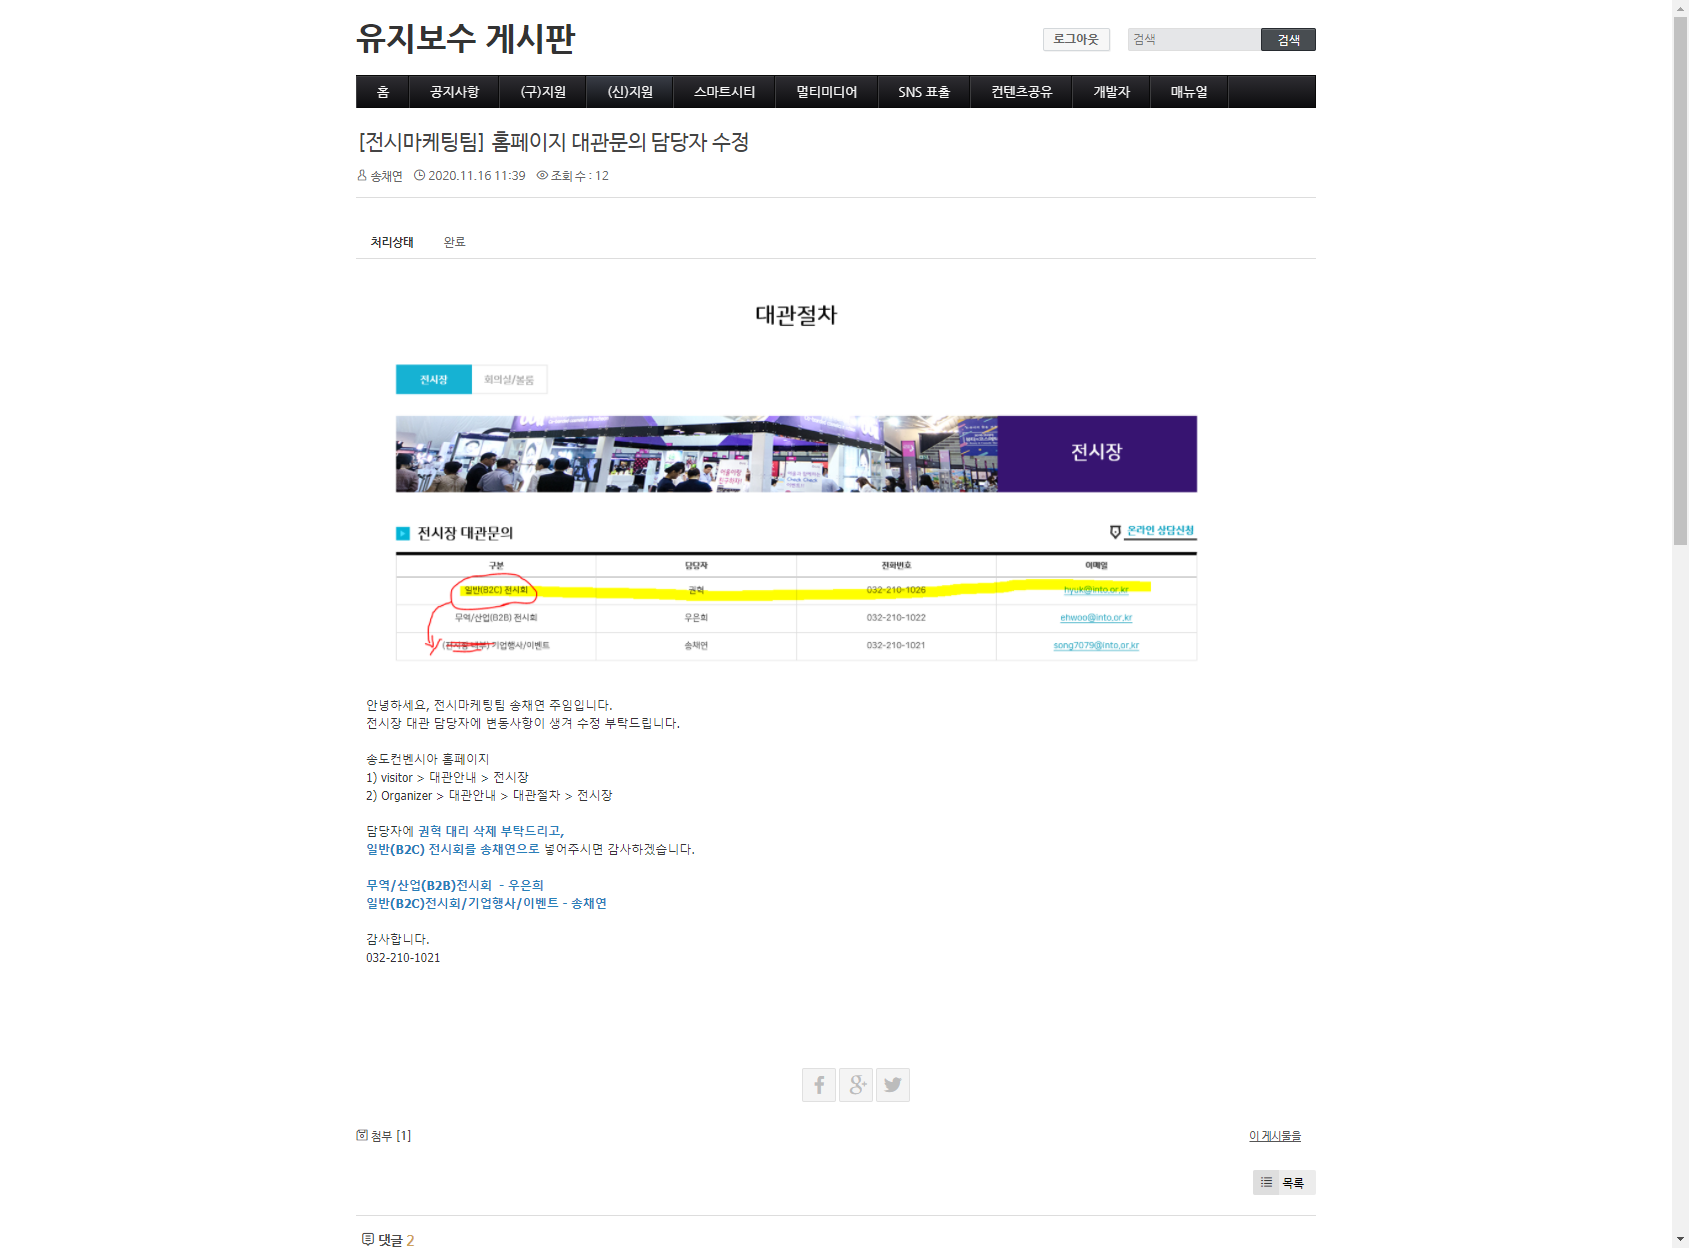 유지보수 게시판
로그아웃 검색 검색
홈 공지사항 (구)지원 (신)지원 스마트시티 멀티미디어 SNS 표출 컨텐츠공유 개발자 매뉴얼
[전시마케팅팀] 홈페이지 대관문의 담당자 수정
송채연 2020.11.16 11:39 조회 수 : 12
처리상태 완료
대관절차
전시장 회의실/볼룸
전시장
전시장 대관문의 온라인 상담신청
구분 담당자 전화번호 이메일
일반(B2C) 전시회 권혁 032-210-1026 hyuk@into.or.kr
무역/산업(B2B) 전시회 우은희 032-210-1022 ehwoo@into.or.kr
(전시장 내부) 기업행사/이벤트 송채연 032-210-1021 song7079@into.or.kr
안녕하세요, 전시마케팅팀 송채연 주임입니다.
전시장 대관 담당자에 변동사항이 생겨 수정 부탁드립니다.
송도컨벤시아 홈페이지
1) visitor > 대관안내 > 전시장
2) Organizer > 대관안내 > 대관절차 > 전시장
담당자에 권혁 대리 삭제 부탁드리고,
일반(B2C) 전시회를 송채연으로 넣어주시면 감사하겠습니다.
무역/산업(B2B)전시회 - 우은희
일반(B2C)전시회/기업행사/이벤트 - 송채연
감사합니다.
032-210-1021
첨부 [1] 이 게시물을
목록
댓글 2